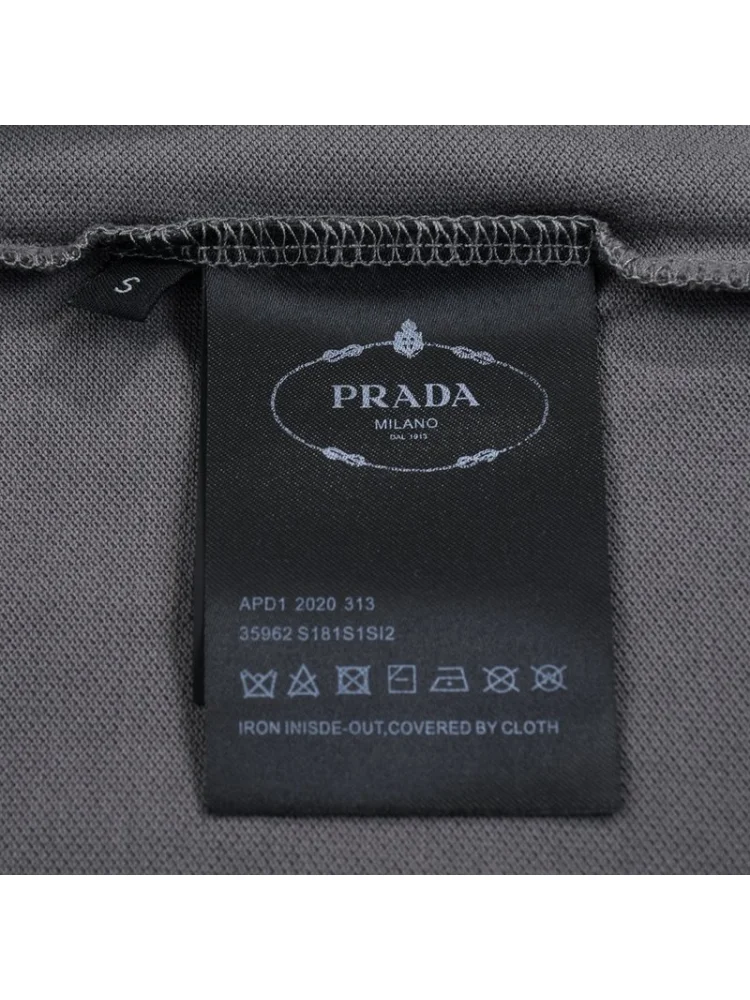 S
PRADA
MILANO
DAL 1913
APD1 2020 313
35962 S181S1SI2
IRON INISDE-OUT,COVERED BY CLOTH